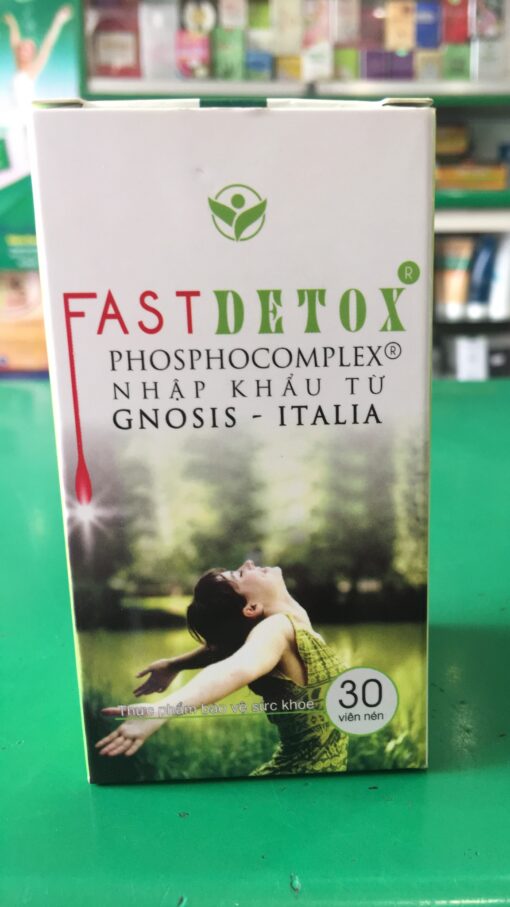 FASTDETOX®
PHOSPHOCOMPLEX®
NHẬP KHẨU TỪ
GNOSIS - ITALIA
Thực phẩm bảo vệ sức khỏe
30
viên nén